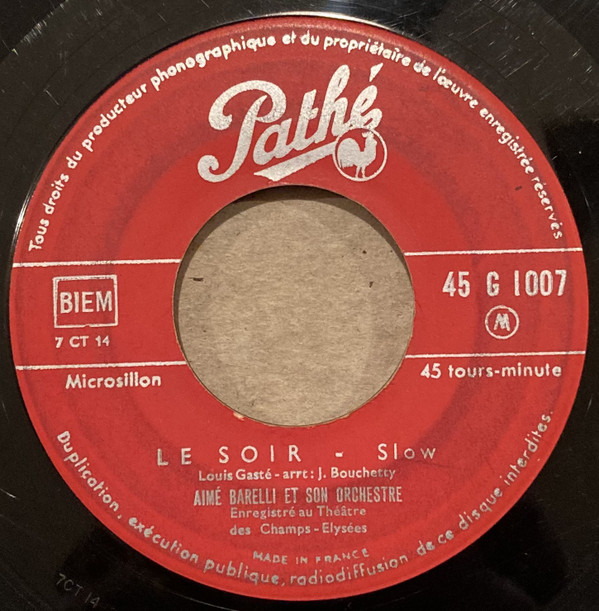 Tous droits du producteur phonographique et du propriétaire de l'œuvre enregistrée réservés
Pathé
BIEM
7 CT 14
Microsillon
45 G 1007
M
45 tours-minute
LE SOIR - Slow
Louis Gasté - arrt: J. Bouchetty
AIMÉ BARELLI ET SON ORCHESTRE
Enregistré au Théâtre
des Champs-Elysées
MADE IN FRANCE
Duplication, exécution publique, radiodiffusion de ce disque interdites.
7CT 14